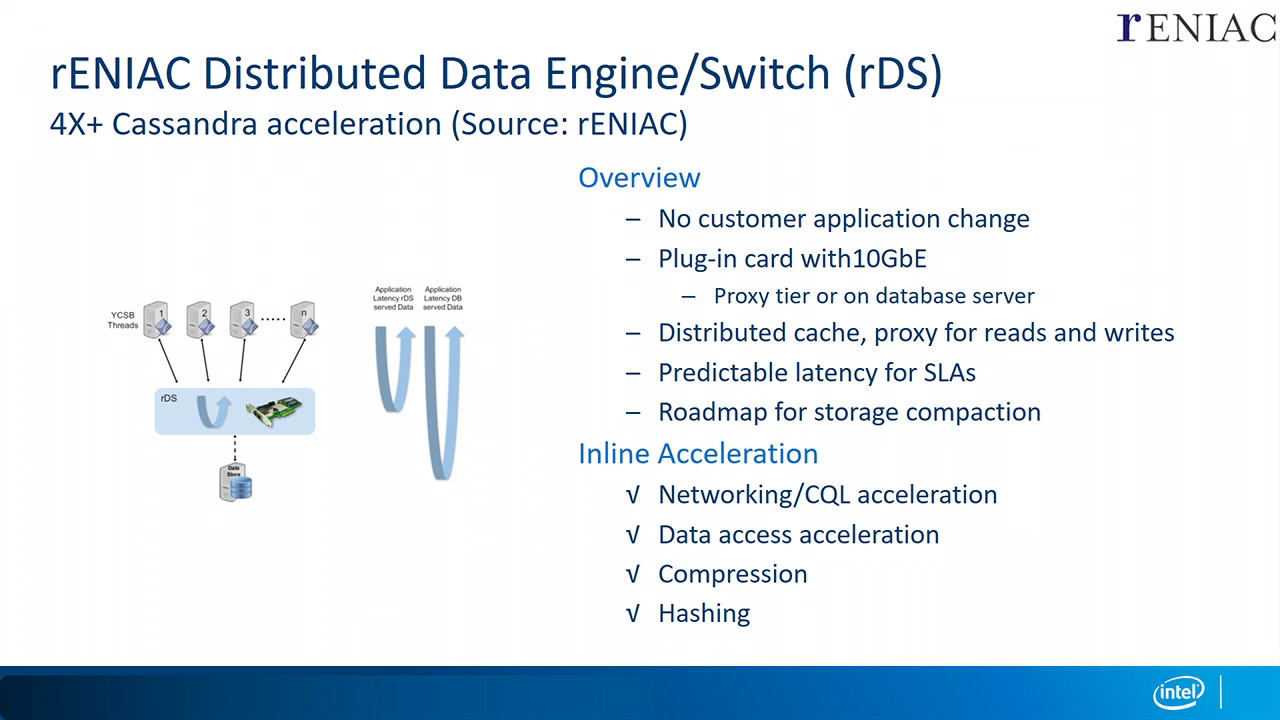 rENIAC
rENIAC Distributed Data Engine/Switch (rDS)
4X+ Cassandra acceleration (Source: rENIAC)
Application
Latency rDS
served Data
Application
Latency DB
served Data
YCSB
Threads
1
2
3
.....
n
rDS
Data
Store
Overview
– No customer application change
– Plug-in card with10GbE
– Proxy tier or on database server
– Distributed cache, proxy for reads and writes
– Predictable latency for SLAs
– Roadmap for storage compaction
Inline Acceleration
√ Networking/CQL acceleration
√ Data access acceleration
√ Compression
√ Hashing
intel